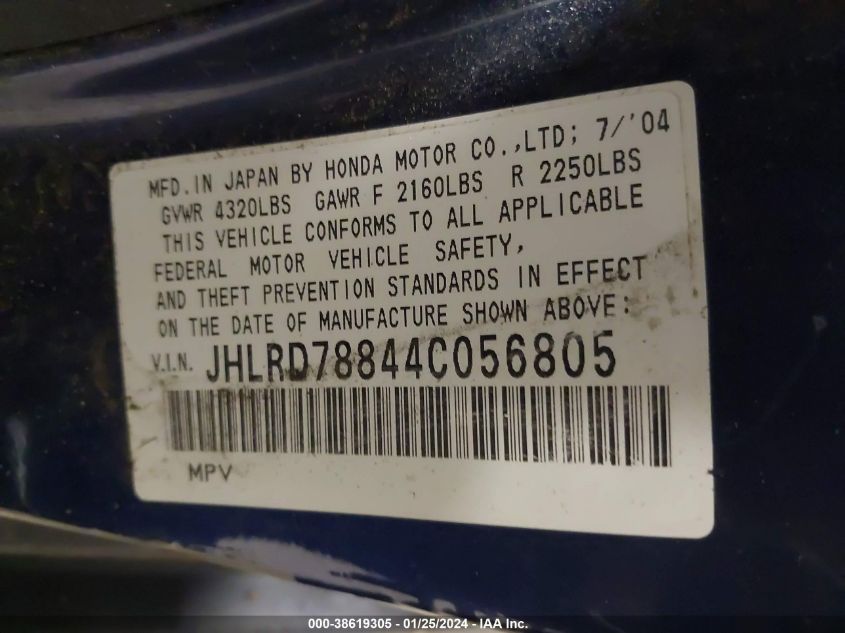 MFD.IN JAPAN BY HONDA MOTOR CO.,LTD; 7/'04
GVWR 4320LBS GAWR F 2160LBS R 2250LBS
THIS VEHICLE CONFORMS TO ALL APPLICABLE
FEDERAL MOTOR VEHICLE SAFETY,
AND THEFT PREVENTION STANDARDS IN EFFECT
ON THE DATE OF MANUFACTURE SHOWN ABOVE:
V.I.N. JHLRD78844C056805
MPV
000-38619305 - 01/25/2024 - IAA Inc.